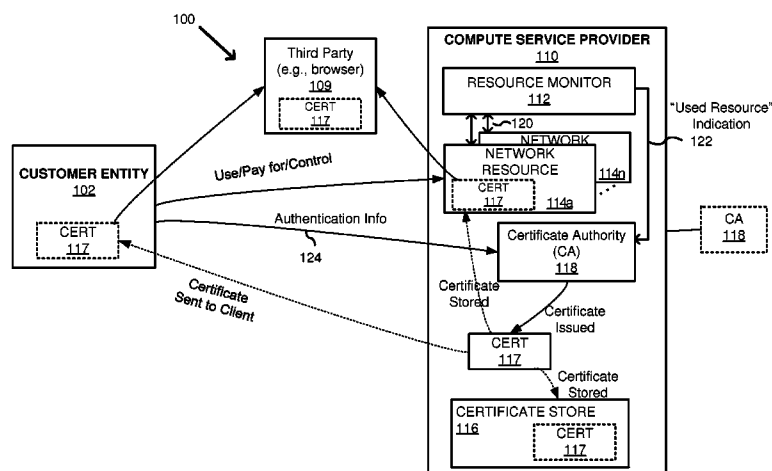 100
Third Party
(e.g., browser)
109
CERT
117
COMPUTE SERVICE PROVIDER
110
RESOURCE MONITOR
112
120
"Used Resource"
Indication
122
NETWORK
NETWORK
RESOURCE
CERT
117
114a
114n
CUSTOMER ENTITY
102
CERT
117
Use/Pay for/Control
Authentication Info
124
Certificate Authority
(CA)
118
CA
118
Certificate
Sent to Client
Certificate
Stored
Certificate
Issued
CERT
117
Certificate
Stored
CERTIFICATE STORE
116
CERT
117